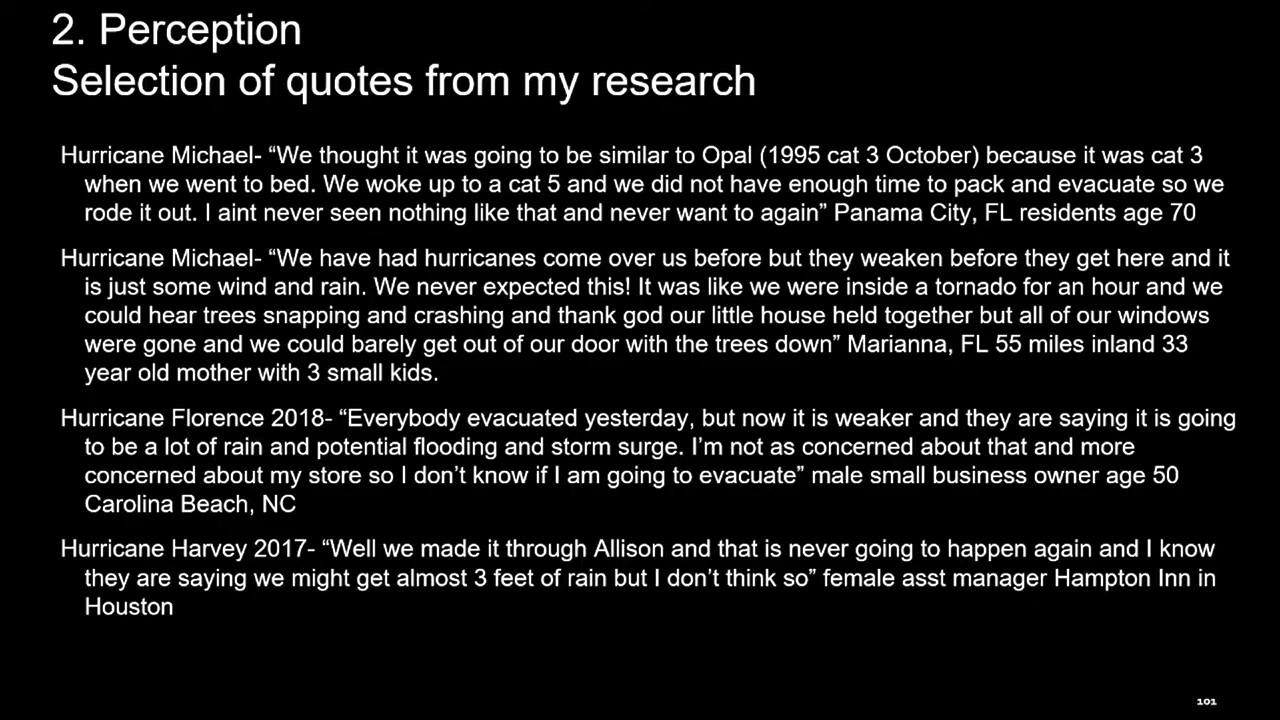 2. Perception
Selection of quotes from my research
Hurricane Michael- “We thought it was going to be similar to Opal (1995 cat 3 October) because it was cat 3
when we went to bed. We woke up to a cat 5 and we did not have enough time to pack and evacuate so we
rode it out. I aint never seen nothing like that and never want to again” Panama City, FL residents age 70
Hurricane Michael- “We have had hurricanes come over us before but they weaken before they get here and it
is just some wind and rain. We never expected this! It was like we were inside a tornado for an hour and we
could hear trees snapping and crashing and thank god our little house held together but all of our windows
were gone and we could barely get out of our door with the trees down” Marianna, FL 55 miles inland 33
year old mother with 3 small kids.
Hurricane Florence 2018- “Everybody evacuated yesterday, but now it is weaker and they are saying it is going
to be a lot of rain and potential flooding and storm surge. I’m not as concerned about that and more
concerned about my store so I don’t know if I am going to evacuate” male small business owner age 50
Carolina Beach, NC
Hurricane Harvey 2017- “Well we made it through Allison and that is never going to happen again and I know
they are saying we might get almost 3 feet of rain but I don’t think so” female asst manager Hampton Inn in
Houston
101